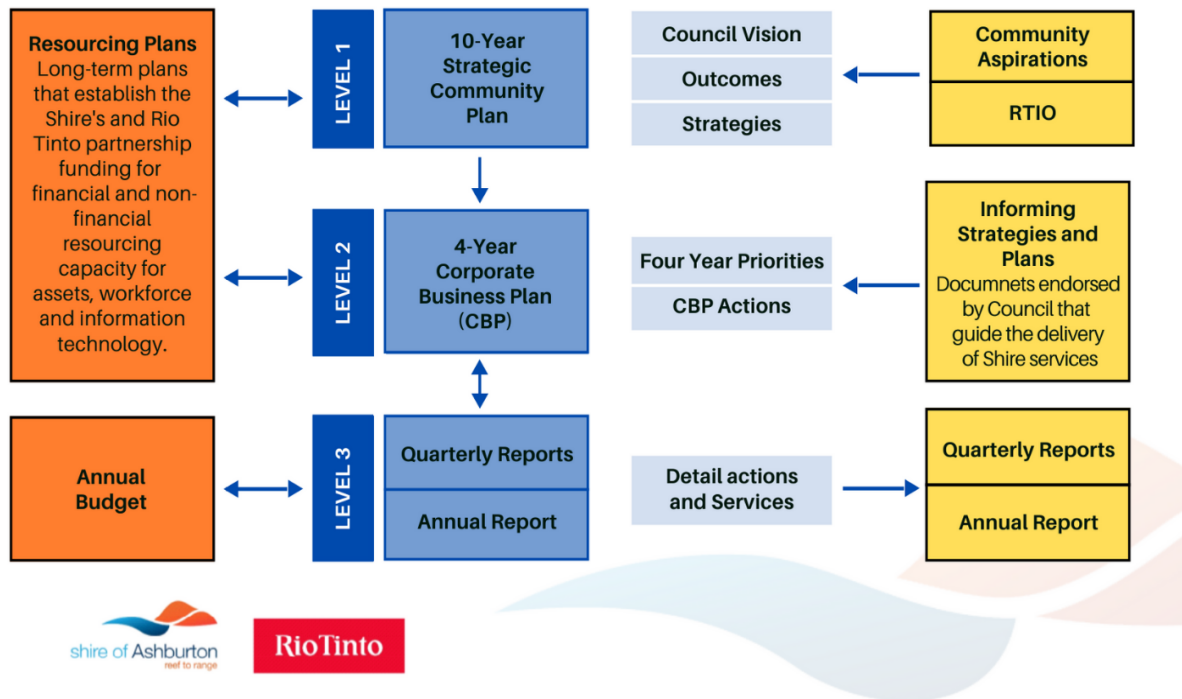 Resourcing Plans
Long-term plans
that establish the
Shire's and Rio
Tinto partnership
funding for
financial and non-
financial
resourcing
capacity for
assets, workforce
and information
technology.
LEVEL 1
10-Year
Strategic
Community
Plan
Council Vision
Outcomes
Strategies
Community
Aspirations
RTIO
LEVEL 2
4-Year
Corporate
Business Plan
(CBP)
Four Year Priorities
CBP Actions
Informing
Strategies and
Plans
Documnets endorsed
by Council that
guide the delivery
of Shire services
Annual
Budget
LEVEL 3
Quarterly Reports
Annual Report
Detail actions
and Services
Quarterly Reports
Annual Report
shire of Ashburton
reef to range
RioTinto